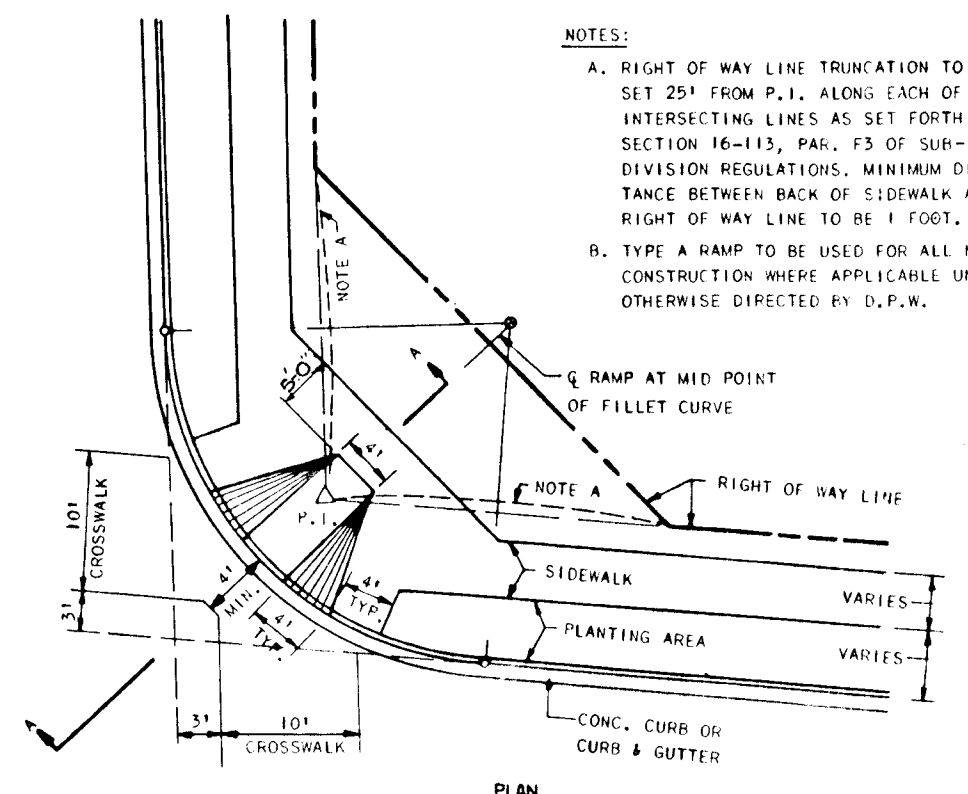 NOTES:
A. RIGHT OF WAY LINE TRUNCATION TO
SET 25' FROM P.I. ALONG EACH OF
INTERSECTING LINES AS SET FORTH
SECTION 16-113, PAR. F3 OF SUB-
DIVISION REGULATIONS. MINIMUM
TANCE BETWEEN BACK OF SIDEWALK
RIGHT OF WAY LINE TO BE 1 FOOT.
B. TYPE A RAMP TO BE USED FOR ALL
CONSTRUCTION WHERE APPLICABLE
OTHERWISE DIRECTED BY D.P.W.
NOTE A
A
5'-0"
℄ RAMP AT MID POINT
OF FILLET CURVE
4'
NOTE A
RIGHT OF WAY LINE
P.I.
10'
CROSSWALK
3'
4'
MIN.
4'
TYP.
4'
TYP.
SIDEWALK
PLANTING AREA
VARIES
VARIES
A
3'
10'
CROSSWALK
CONC. CURB OR
CURB & GUTTER
PLAN